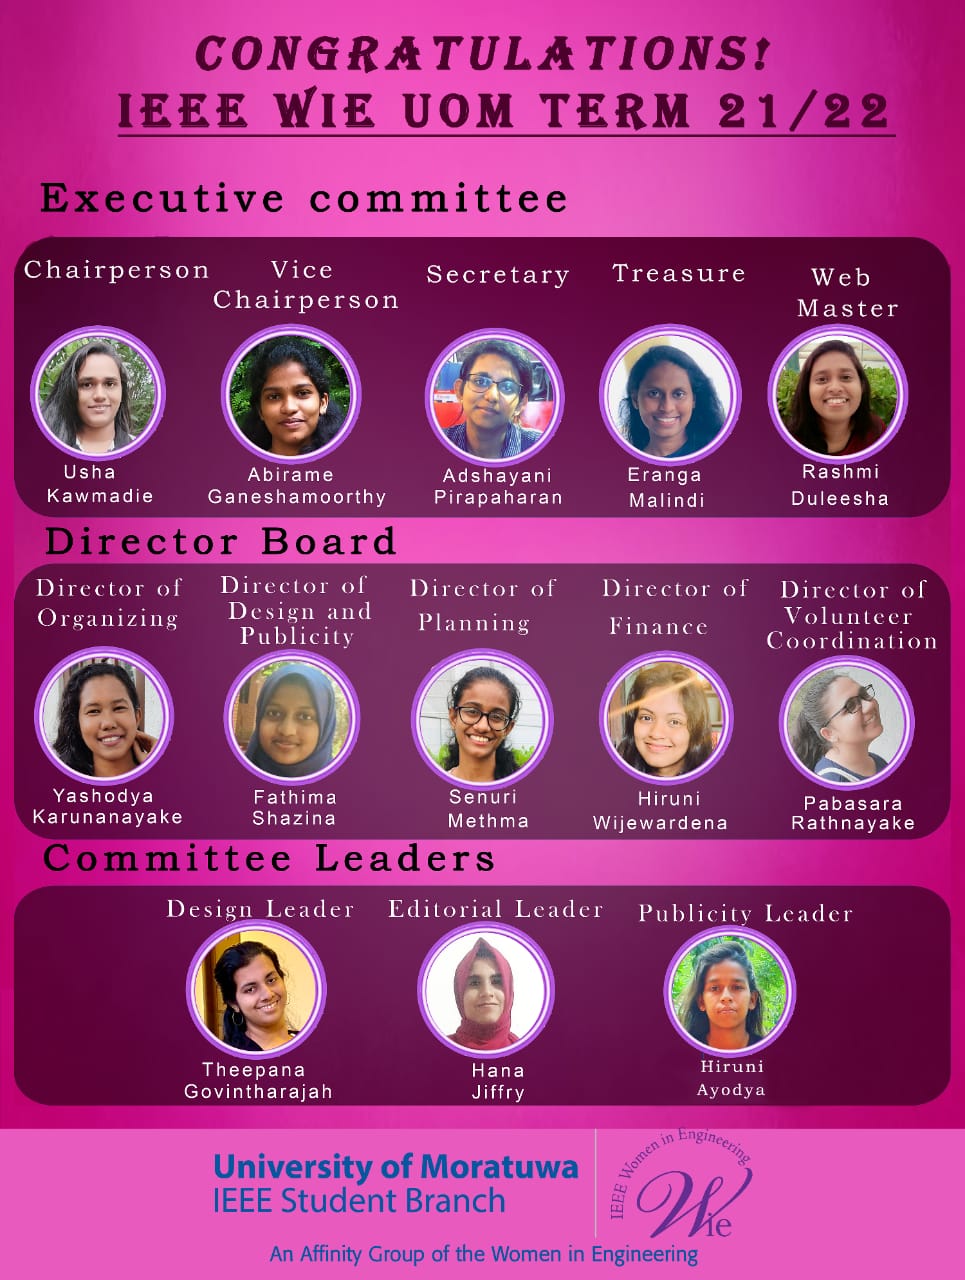 CONGRATULATIONS!
IEEE WIE UOM TERM 21/22
Executive committee
Chairperson
Usha
Kawmadie
Vice
Chairperson
Abirame
Ganeshamoorthy
Secretary
Adshayani
Pirapaharan
Treasure
Eranga
Malindi
Web
Master
Rashmi
Duleesha
Director Board
Director of
Organizing
Yashodya
Karunanayake
Director of
Design and
Publicity
Fathima
Shazina
Director of
Planning
Senuri
Methma
Director of
Finance
Hiruni
Wijewardena
Director of
Volunteer
Coordination
Pabasara
Rathnayake
Committee Leaders
Design Leader
Theepana
Govintharajah
Editorial Leader
Hana
Jiffry
Publicity Leader
Hiruni
Ayodya
University of Moratuwa
IEEE Student Branch
IEEE Women in Engineering
Wie
An Affinity Group of the Women in Engineering